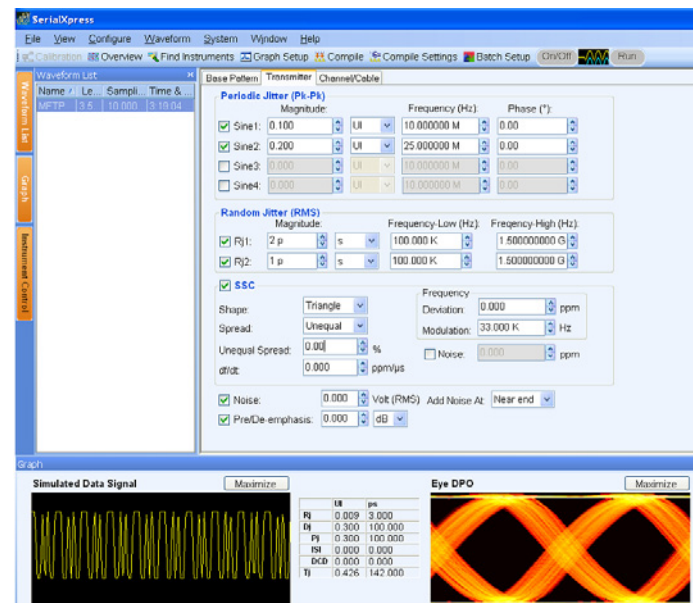 SerialXpress
File View Configure Waveform System Window Help
Calibration Overview Find Instruments Graph Setup Compile Compile Settings Batch Setup On/Off Run
Waveform List
Name / Le... Sampli... Time & ...
MFTP 3.5 10.000 3:19:04
Waveform List
Graph
Instrument Control
Base Pattern Transmitter Channel/Cable
Periodic Jitter (Pk-Pk)
Magnitude: Frequency (Hz): Phase (°):
Sine1: 0.100 UI 10.000000 M 0.00
Sine2: 0.200 UI 25.000000 M 0.00
Sine3: 0.000 UI 10.000000 M 0.00
Sine4: 0.000 UI 10.000000 M 0.00
Random Jitter (RMS)
Magnitude: Frequency-Low (Hz): Freqency-High (Hz):
Rj1: 2 p s 100.000 K 1.500000000 G
Rj2: 1 p s 100.000 K 1.500000000 G
SSC
Shape: Triangle
Spread: Unequal
Unequal Spread: 0.00 %
df/dt: 0.000 ppm/µs
Frequency
Deviation: 0.000 ppm
Modulation: 33.000 K Hz
Noise: 0.000 ppm
Noise: 0.000 Volt (RMS) Add Noise At: Near end
Pre/De-emphasis: 0.000 dB
Graph
Simulated Data Signal Maximize
UI ps
Rj 0.009 3.000
Dj 0.300 100.000
Pj 0.300 100.000
ISI 0.000 0.000
DCD 0.000 0.000
Tj 0.426 142.000
Eye DPO Maximize